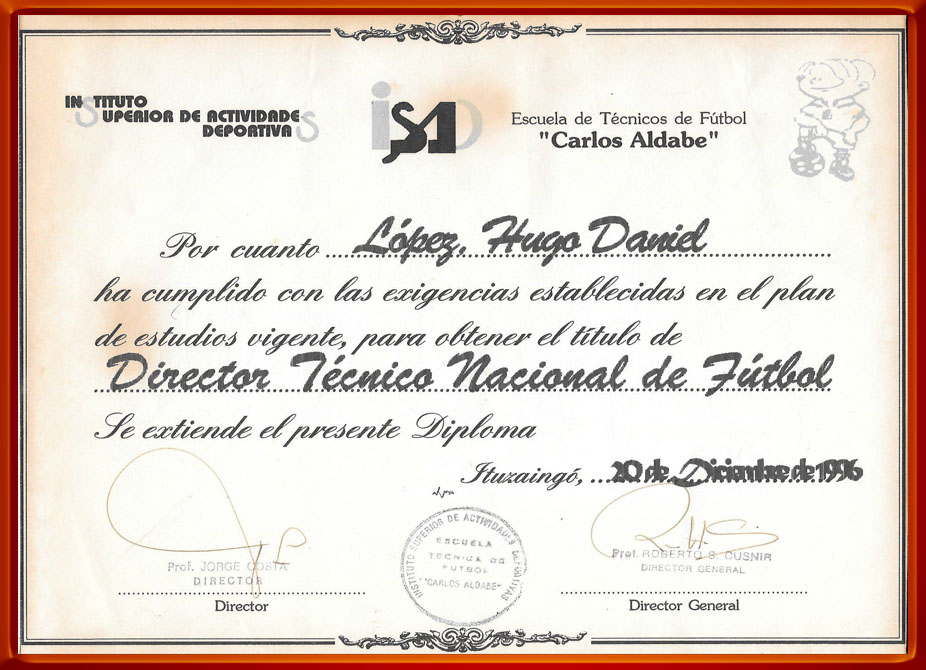 INSTITUTO
SUPERIOR DE ACTIVIDADES
DEPORTIVAS
isad
Escuela de Técnicos de Fútbol
"Carlos Aldabe"
Por cuanto López, Hugo Daniel
ha cumplido con las exigencias establecidas en el plan
de estudios vigente, para obtener el título de
Director Técnico Nacional de Fútbol
Se extiende el presente Diploma
Ituzaingó, 20 de Diciembre de 1996
Prof. JORGE COSTA
DIRECTOR
Director
INSTITUTO SUPERIOR DE ACTIVIDADES DEPORTIVAS
ESCUELA
TECNICA DE
FUTBOL
"CARLOS ALDABE"
Prof. ROBERTO S. CUSNIR
DIRECTOR GENERAL
Director General